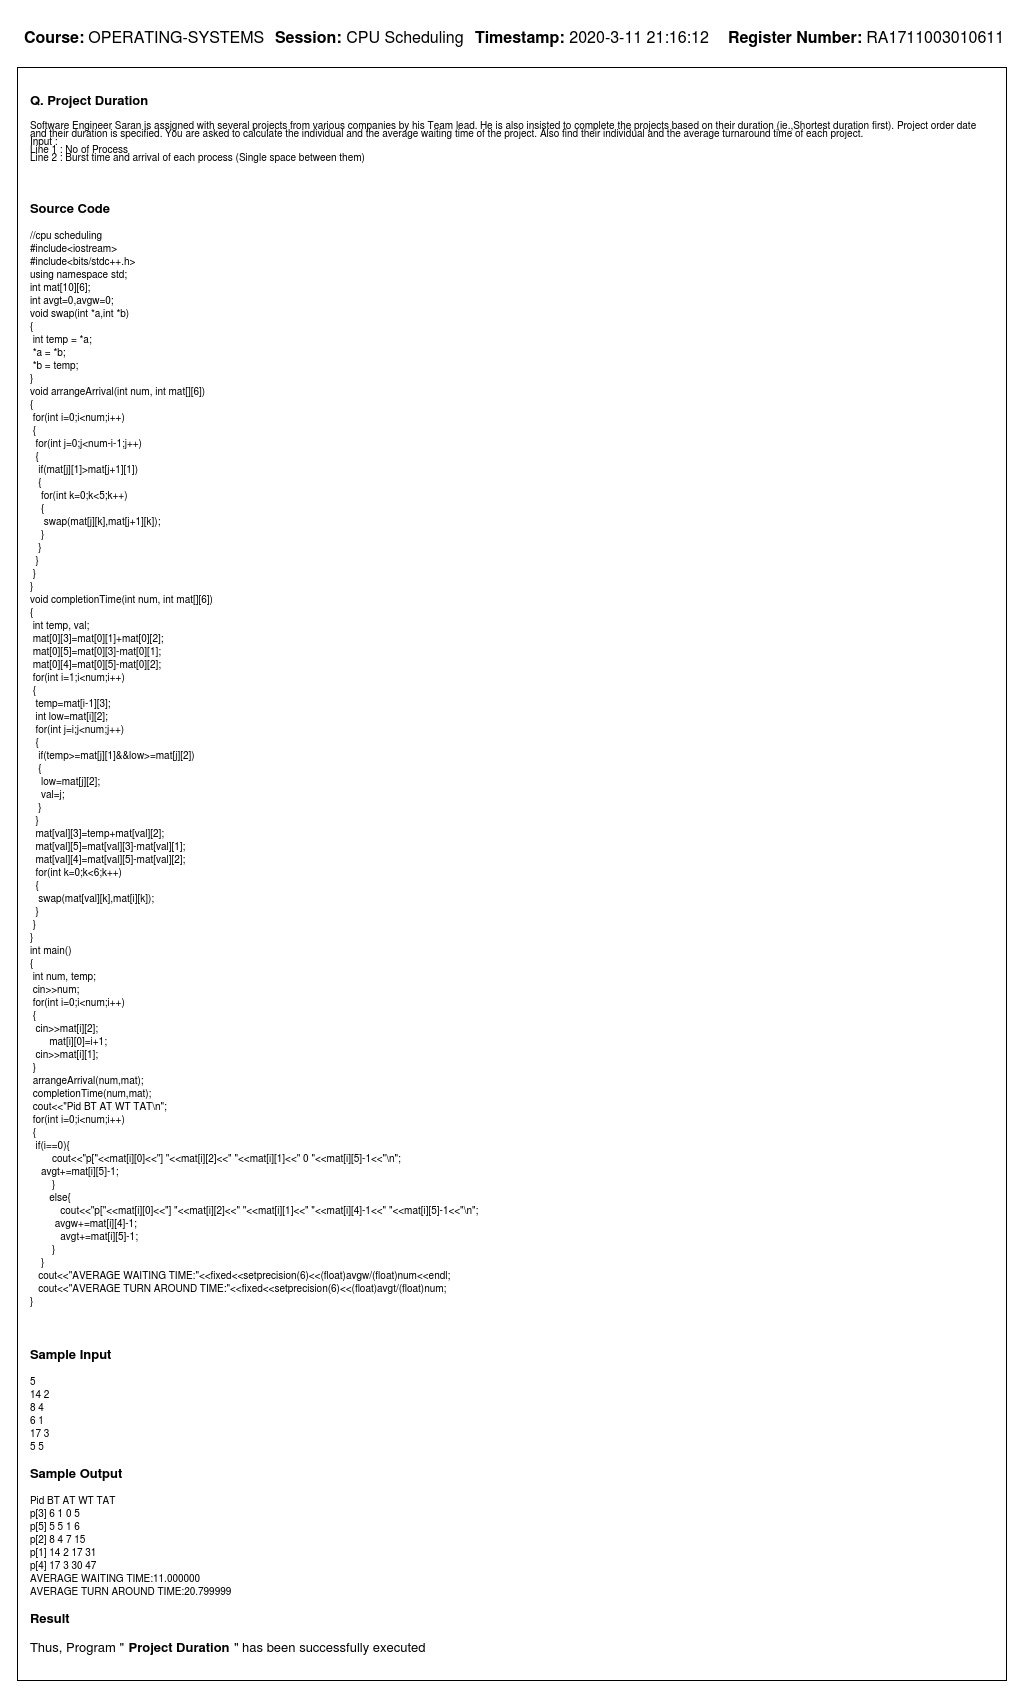 Course: OPERATING-SYSTEMS Session: CPU Scheduling Timestamp: 2020-3-11 21:16:12 Register Number: RA1711003010611
Q. Project Duration
Software Engineer Saran is assigned with several projects from various companies by his Team lead. He is also insisted to complete the projects based on their duration (ie.,Shortest duration first). Project order date
and their duration is specified. You are asked to calculate the individual and the average waiting time of the project. Also find their individual and the average turnaround time of each project.
Input :
Line 1 : No of Process
Line 2 : Burst time and arrival of each process (Single space between them)
Source Code
//cpu scheduling
#include<iostream>
#include<bits/stdc++.h>
using namespace std;
int mat[10][6];
int avgt=0,avgw=0;
void swap(int *a,int *b)
{
 int temp = *a;
 *a = *b;
 *b = temp;
}
void arrangeArrival(int num, int mat[][6])
{
 for(int i=0;i<num;i++)
 {
  for(int j=0;j<num-i-1;j++)
  {
   if(mat[j][1]>mat[j+1][1])
   {
    for(int k=0;k<5;k++)
    {
     swap(mat[j][k],mat[j+1][k]);
    }
   }
  }
 }
}
void completionTime(int num, int mat[][6])
{
 int temp, val;
 mat[0][3]=mat[0][1]+mat[0][2];
 mat[0][5]=mat[0][3]-mat[0][1];
 mat[0][4]=mat[0][5]-mat[0][2];
 for(int i=1;i<num;i++)
 {
  temp=mat[i-1][3];
  int low=mat[i][2];
  for(int j=i;j<num;j++)
  {
   if(temp>=mat[j][1]&&low>=mat[j][2])
   {
    low=mat[j][2];
    val=j;
   }
  }
  mat[val][3]=temp+mat[val][2];
  mat[val][5]=mat[val][3]-mat[val][1];
  mat[val][4]=mat[val][5]-mat[val][2];
  for(int k=0;k<6;k++)
  {
   swap(mat[val][k],mat[i][k]);
  }
 }
}
int main()
{
 int num, temp;
 cin>>num;
 for(int i=0;i<num;i++)
 {
  cin>>mat[i][2];
       mat[i][0]=i+1;
  cin>>mat[i][1];
 }
 arrangeArrival(num,mat);
 completionTime(num,mat);
 cout<<"Pid BT AT WT TAT\n";
 for(int i=0;i<num;i++)
 {
  if(i==0){
        cout<<"p["<<mat[i][0]<<"] "<<mat[i][2]<<" "<<mat[i][1]<<" 0 "<<mat[i][5]-1<<"\n";
    avgt+=mat[i][5]-1;
        }
       else{
           cout<<"p["<<mat[i][0]<<"] "<<mat[i][2]<<" "<<mat[i][1]<<" "<<mat[i][4]-1<<" "<<mat[i][5]-1<<"\n";
         avgw+=mat[i][4]-1;
           avgt+=mat[i][5]-1;
        }
    }
   cout<<"AVERAGE WAITING TIME:"<<fixed<<setprecision(6)<<(float)avgw/(float)num<<endl;
   cout<<"AVERAGE TURN AROUND TIME:"<<fixed<<setprecision(6)<<(float)avgt/(float)num;
}
Sample Input
5
14 2
8 4
6 1
17 3
5 5
Sample Output
Pid BT AT WT TAT
p[3] 6 1 0 5
p[5] 5 5 1 6
p[2] 8 4 7 15
p[1] 14 2 17 31
p[4] 17 3 30 47
AVERAGE WAITING TIME:11.000000
AVERAGE TURN AROUND TIME:20.799999
Result
Thus, Program " Project Duration " has been successfully executed